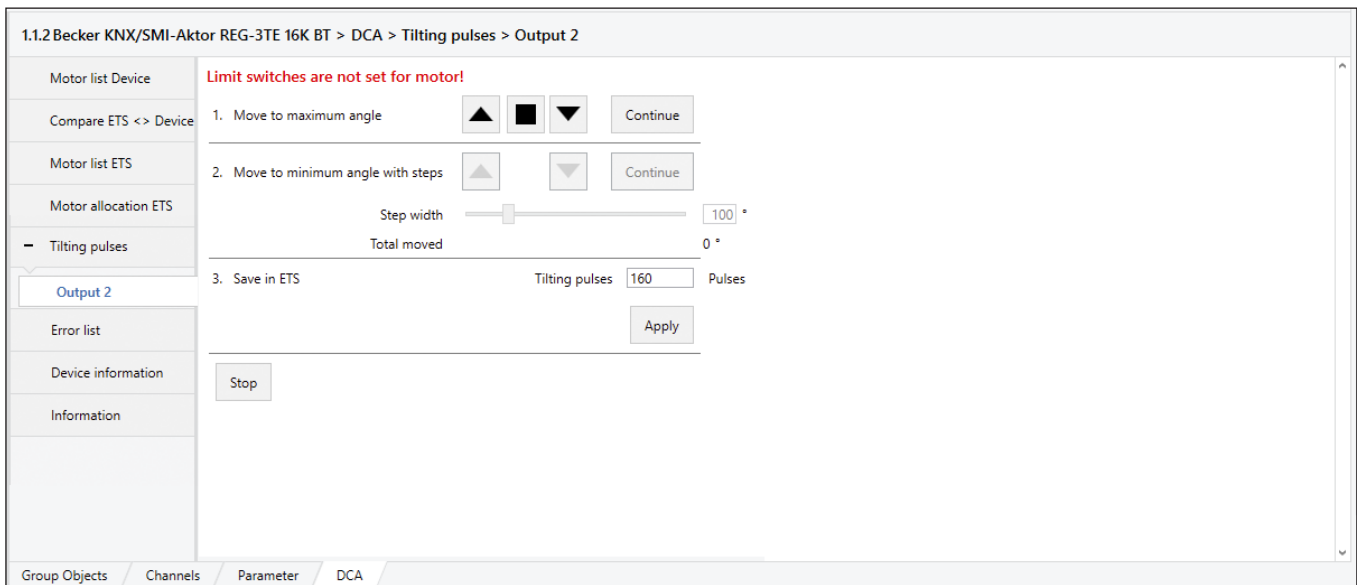 1.1.2 Becker KNX/SMI-Aktor REG-3TE 16K BT > DCA > Tilting pulses > Output 2
Motor list Device
Compare ETS <> Device
Motor list ETS
Motor allocation ETS
Tilting pulses
Output 2
Error list
Device information
Information
Limit switches are not set for motor!
1. Move to maximum angle Continue
2. Move to minimum angle with steps Continue
Step width 100 °
Total moved 0 °
3. Save in ETS Tilting pulses 160 Pulses
Apply
Stop
Group Objects Channels Parameter DCA